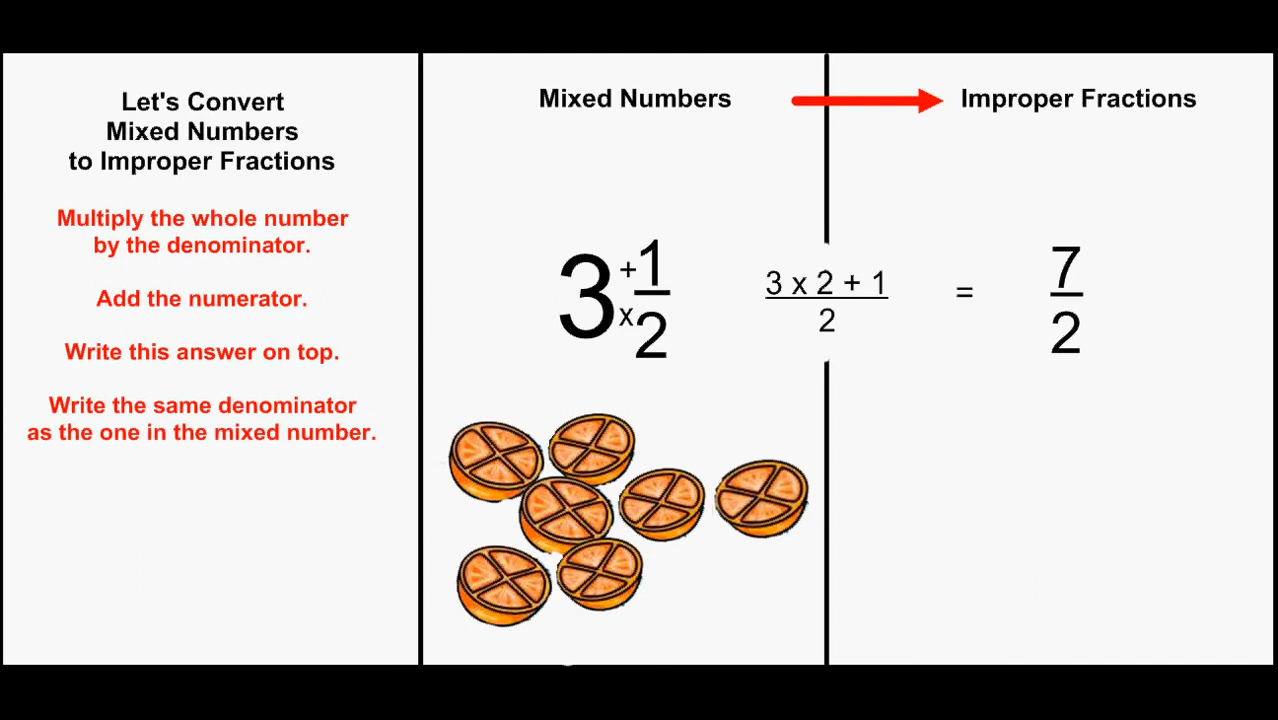 Let's Convert
Mixed Numbers
to Improper Fractions
Multiply the whole number
by the denominator.
Add the numerator.
Write this answer on top.
Write the same denominator
as the one in the mixed number.
Mixed Numbers
Improper Fractions
3 + 1
x 2
3 x 2 + 1
2
=
7
2